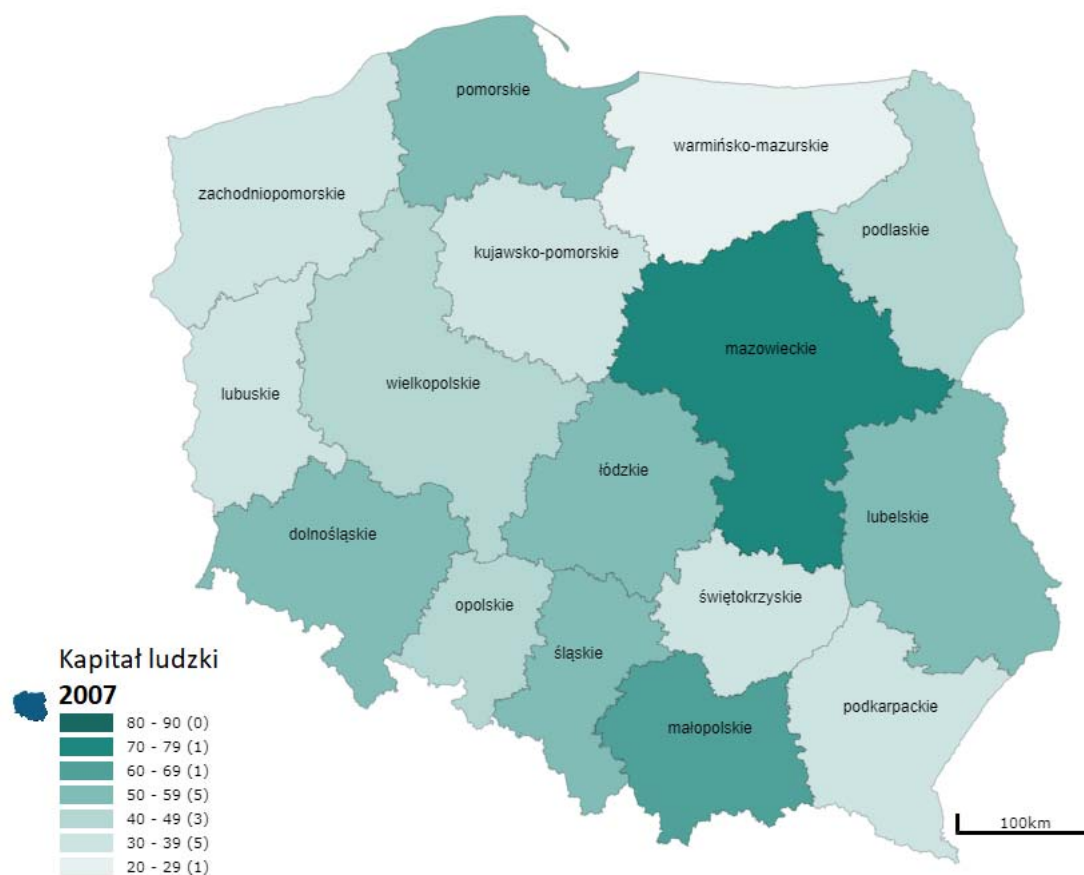 pomorskie
warmińsko-mazurskie
zachodniopomorskie
podlaskie
kujawsko-pomorskie
mazowieckie
wielkopolskie
lubuskie
łódzkie
lubelskie
dolnośląskie
opolskie
świętokrzyskie
śląskie
podkarpackie
małopolskie
Kapitał ludzki
2007
80 - 90 (0)
70 - 79 (1)
60 - 69 (1)
50 - 59 (5)
40 - 49 (3)
30 - 39 (5)
20 - 29 (1)
100km